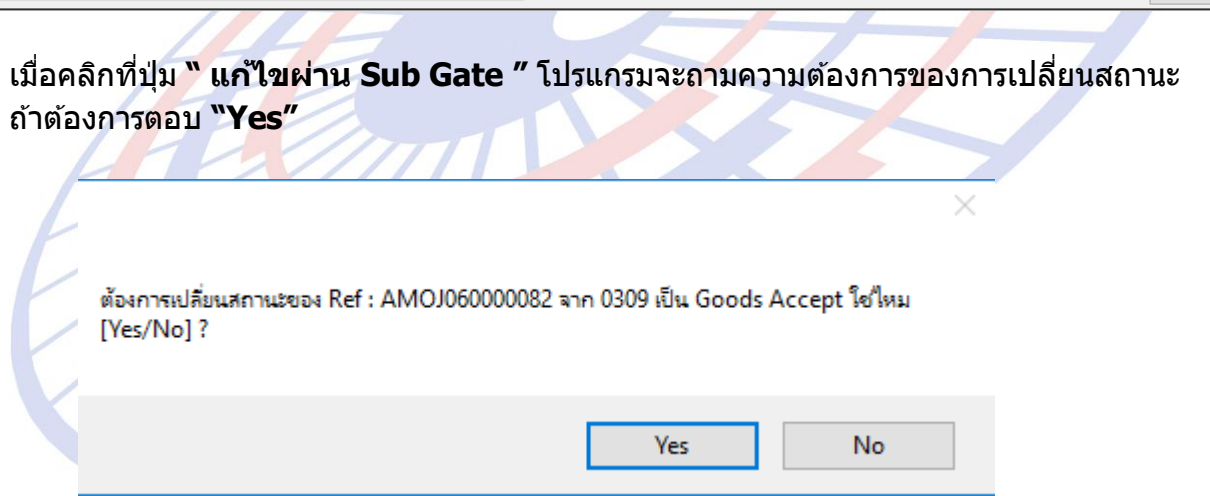 เมื่อคลิกที่ปุ่ม “ แก้ไขผ่าน Sub Gate ” โปรแกรมจะถามความต้องการของการเปลี่ยนสถานะ
ถ้าต้องการตอบ “Yes”
ต้องการเปลี่ยนสถานะของ Ref : AMOJ060000082 จาก 0309 เป็น Goods Accept ใช่ไหม
[Yes/No] ?
Yes No